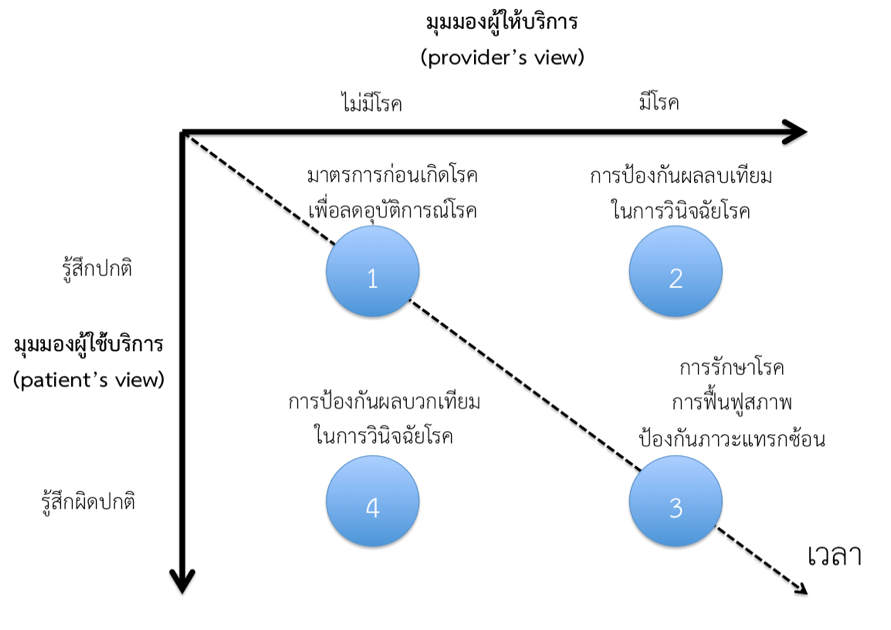 มุมมองผู้ให้บริการ
(provider's view)
ไม่มีโรค
มีโรค
มาตรการก่อนเกิดโรค
เพื่อลดอุบัติการณ์โรค
การป้องกันผลลบเทียม
ในการวินิจฉัยโรค
รู้สึกปกติ
1
2
มุมมองผู้ใช้บริการ
(patient's view)
การป้องกันผลบวกเทียม
ในการวินิจฉัยโรค
การรักษาโรค
การฟื้นฟูสภาพ
ป้องกันภาวะแทรกซ้อน
รู้สึกผิดปกติ
4
3
เวลา